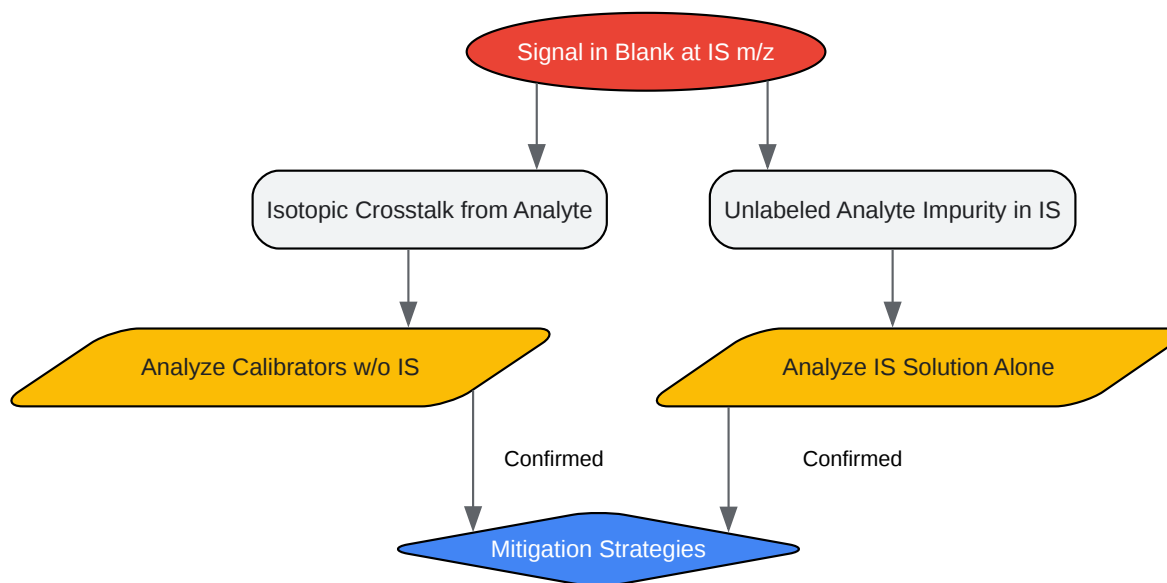 Signal in Blank at IS m/z
Isotopic Crosstalk from Analyte
Unlabeled Analyte Impurity in IS
Analyze Calibrators w/o IS
Analyze IS Solution Alone
Confirmed
Confirmed
Mitigation Strategies